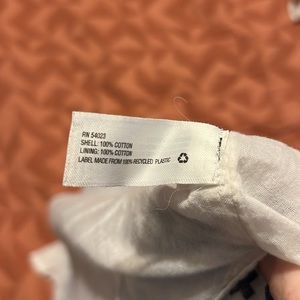 RN 54023
SHELL: 100% COTTON
LINING: 100% COTTON
LABEL MADE FROM 100% RECYCLED PLASTIC